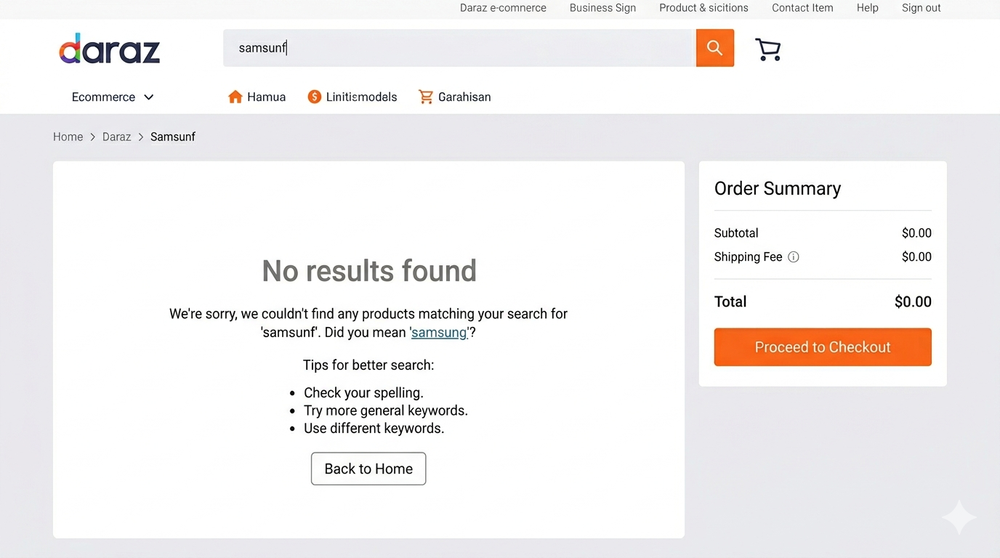 Daraz e-commerce Business Sign Product & sicitions Contact Item Help Sign out
daraz
samsunf
Ecommerce
Hamua Linitismodels Garahisan
Home > Daraz > Samsunf
No results found
We're sorry, we couldn't find any products matching your search for
'samsunf'. Did you mean 'samsung'?
Tips for better search:
• Check your spelling.
• Try more general keywords.
• Use different keywords.
Back to Home
Order Summary
Subtotal $0.00
Shipping Fee $0.00
Total $0.00
Proceed to Checkout